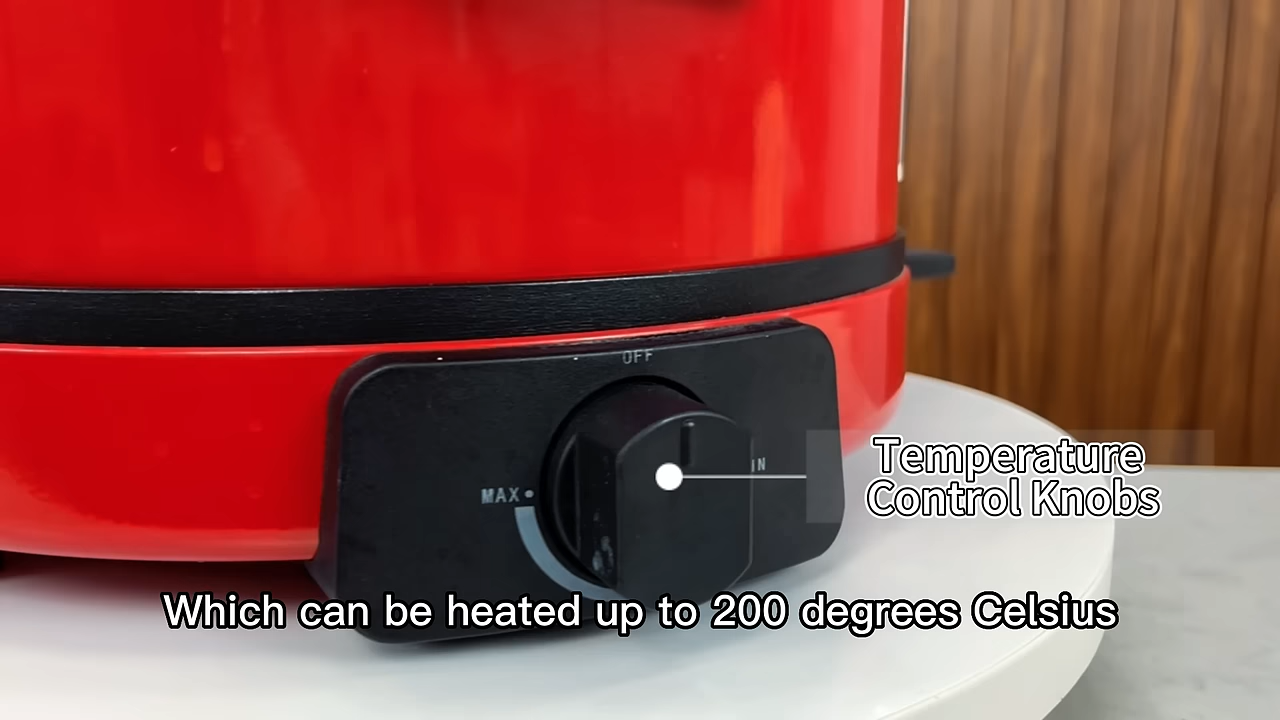 OFF
MAX
Temperature
Control Knobs
Which can be heated up to 200 degrees Celsius